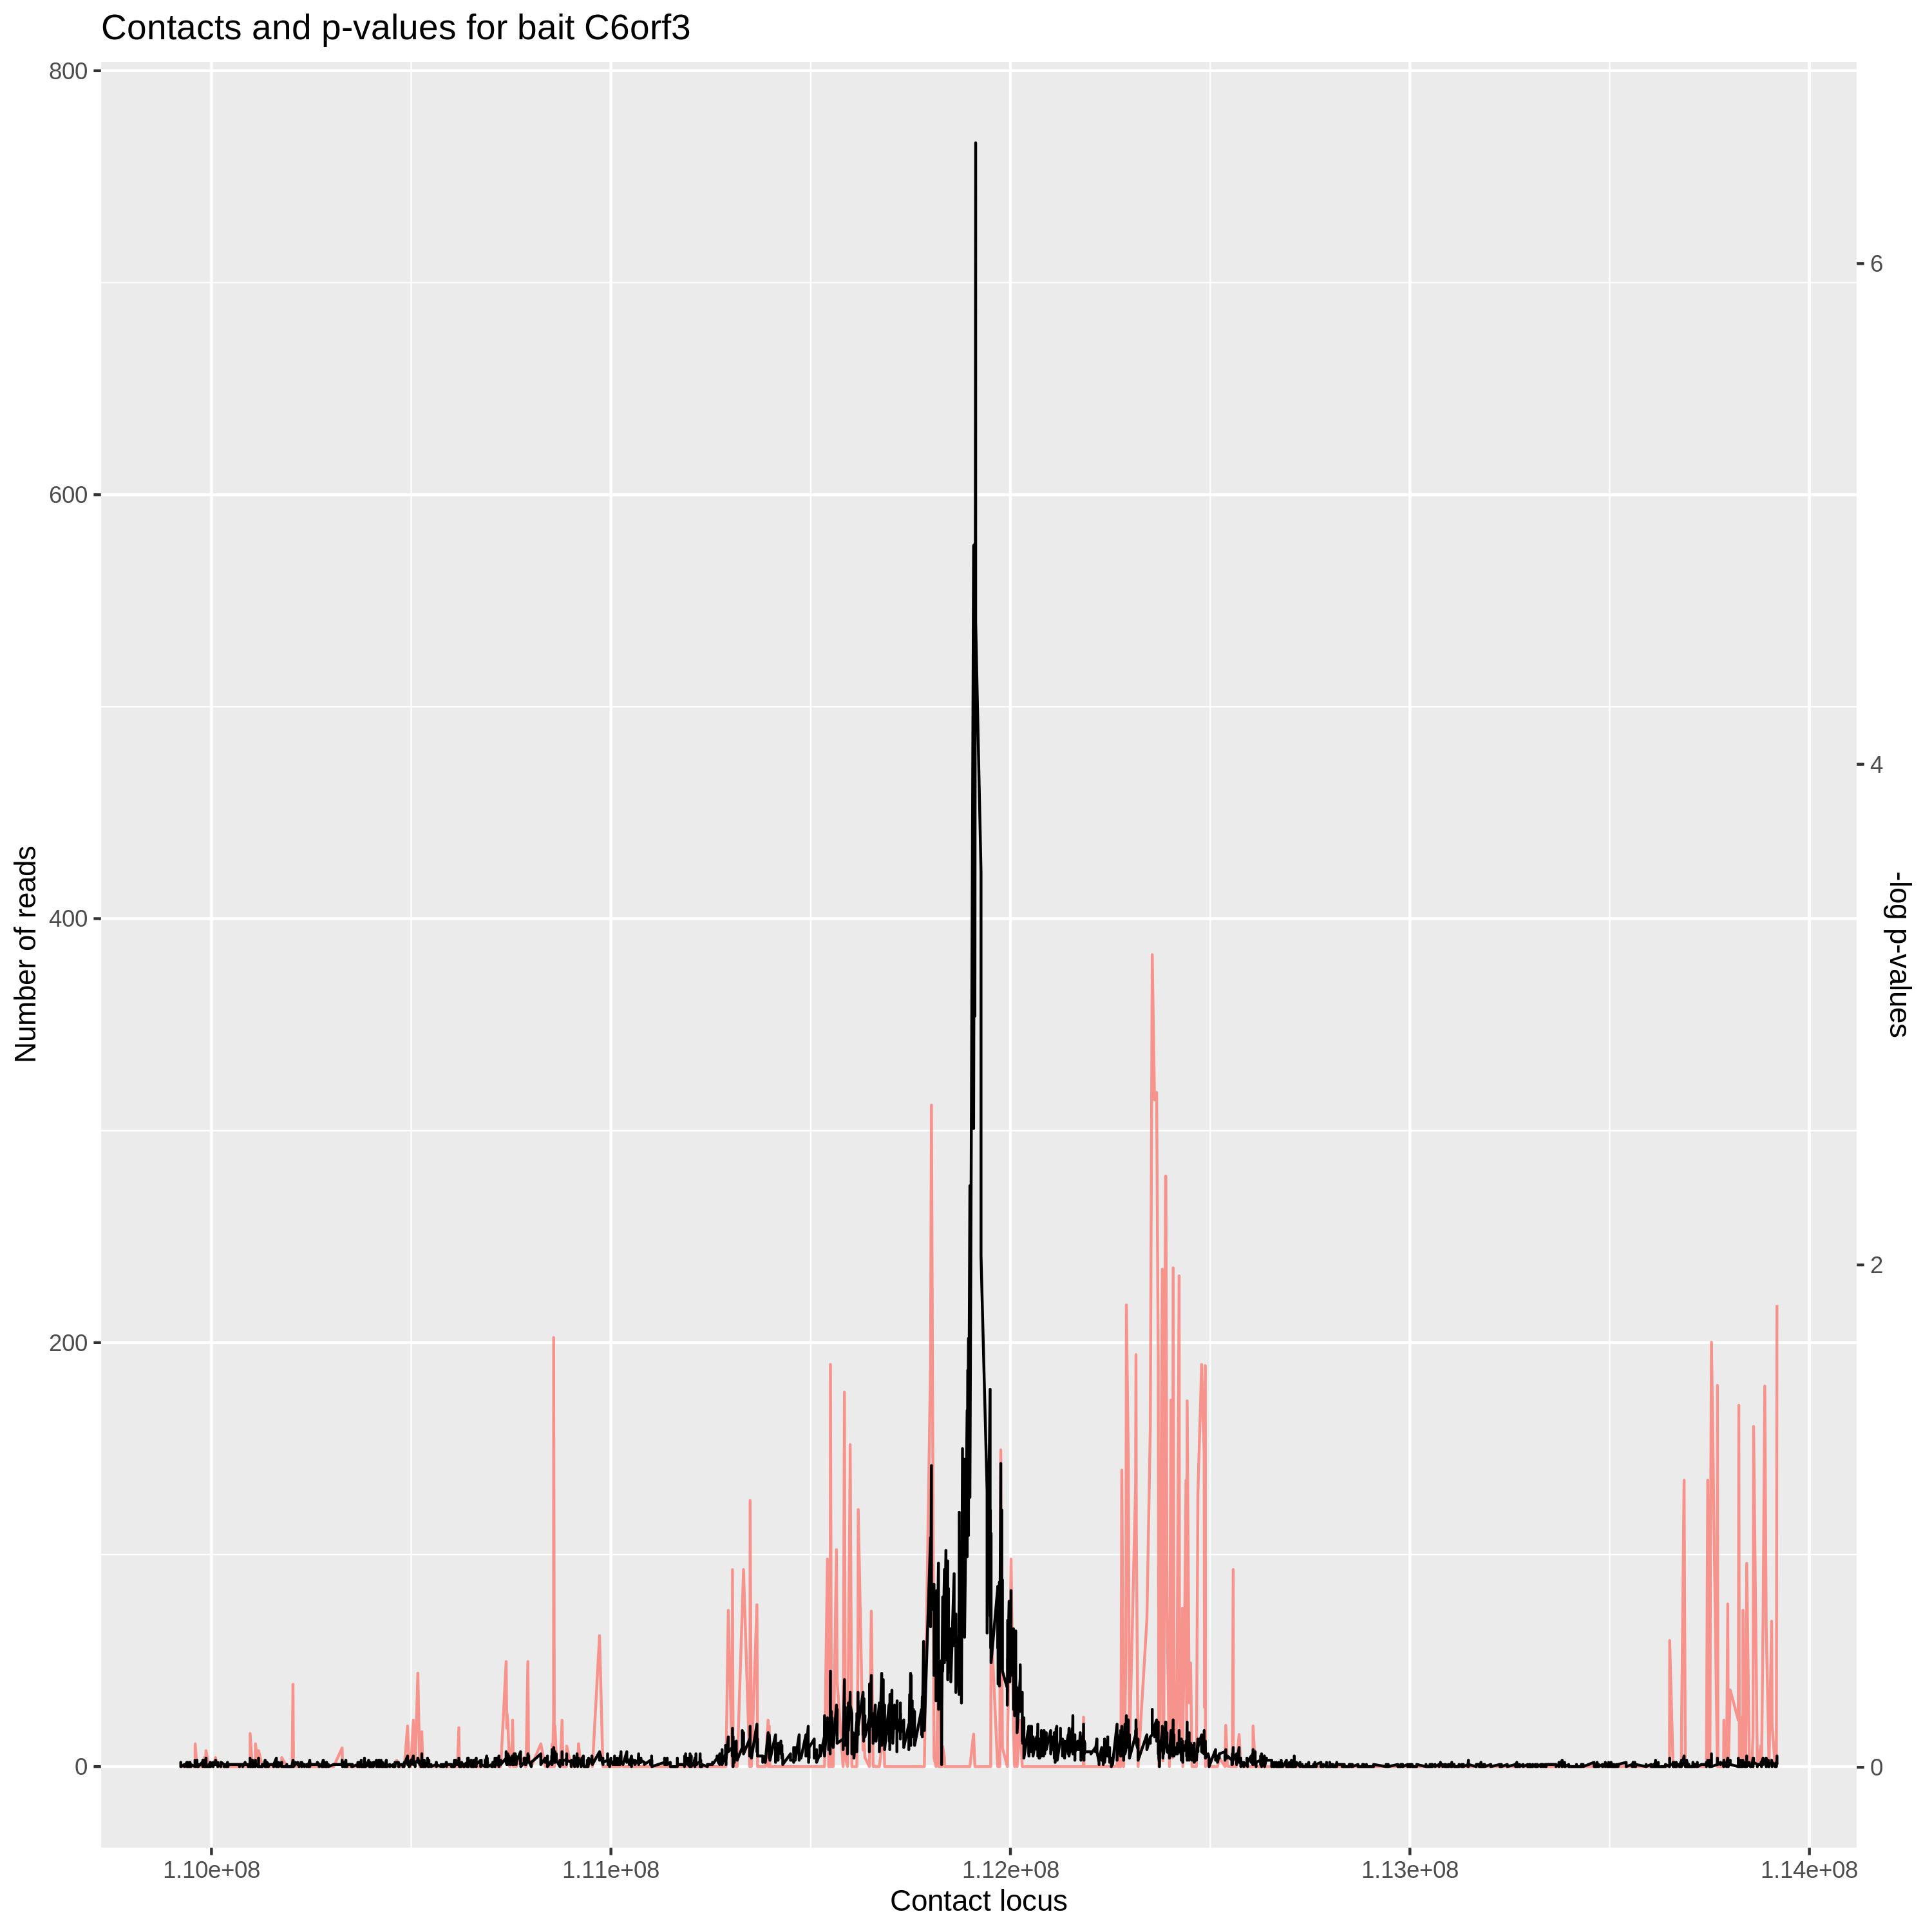 Contacts and p-values for bait C6orf3
800
600
400
200
0
Number of reads
6
4
2
0
-log p-values
1.10e+08 1.11e+08 1.12e+08 1.13e+08 1.14e+08
Contact locus